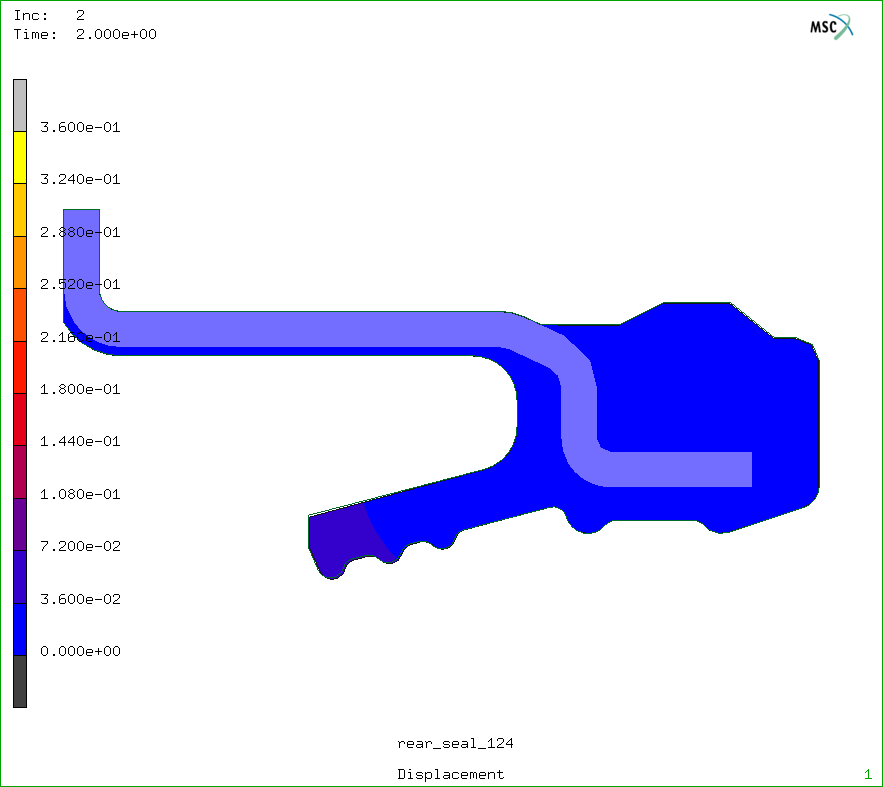 Inc: 2
Time: 2.000e+00
MSC
3.600e-01
3.240e-01
2.880e-01
2.520e-01
2.160e-01
1.800e-01
1.440e-01
1.080e-01
7.200e-02
3.600e-02
0.000e+00
rear_seal_124
Displacement
1